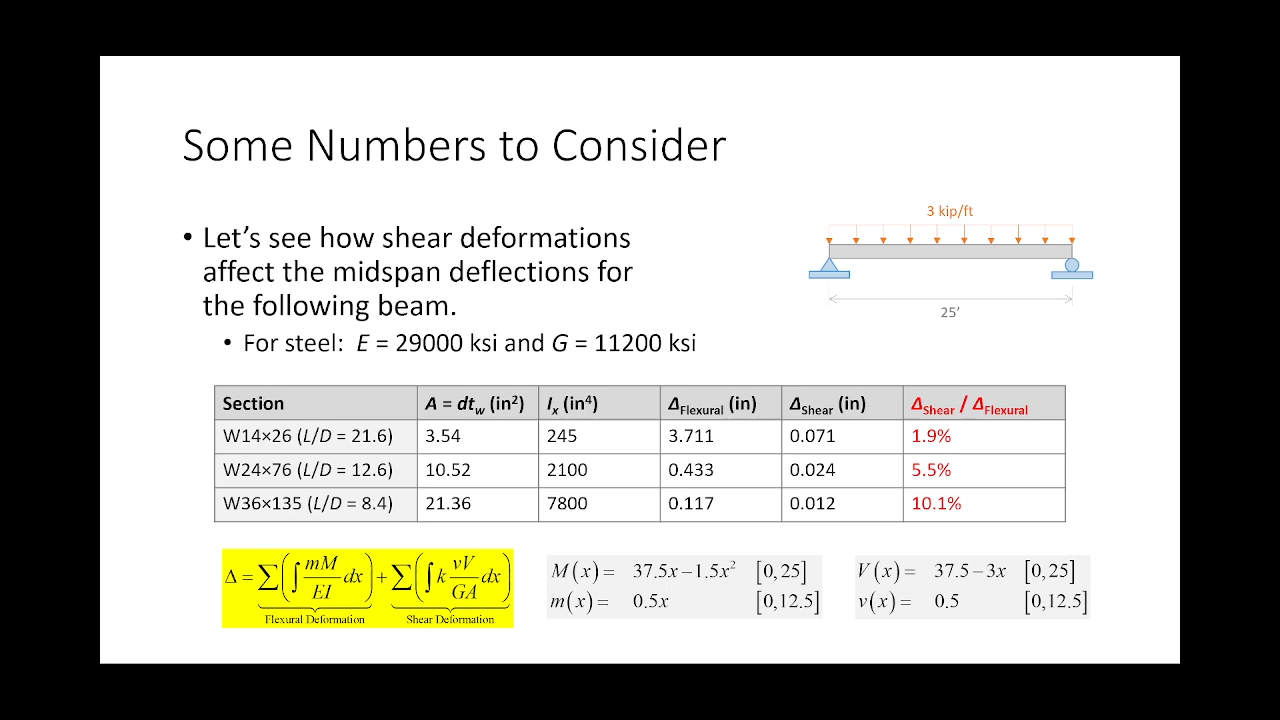 Some Numbers to Consider
3 kip/ft
25’
• Let’s see how shear deformations
affect the midspan deflections for
the following beam.
• For steel: E = 29000 ksi and G = 11200 ksi
Section A = dt_w (in²) I_x (in⁴) Δ_Flexural (in) Δ_Shear (in) Δ_Shear / Δ_Flexural
W14×26 (L/D = 21.6) 3.54 245 3.711 0.071 1.9%
W24×76 (L/D = 12.6) 10.52 2100 0.433 0.024 5.5%
W36×135 (L/D = 8.4) 21.36 7800 0.117 0.012 10.1%
Δ = ∑(∫ mM/EI dx) + ∑(∫ k vV/GA dx)
Flexural Deformation Shear Deformation
M(x) = 37.5x − 1.5x² [0,25]
m(x) = 0.5x [0,12.5]
V(x) = 37.5 − 3x [0,25]
v(x) = 0.5 [0,12.5]